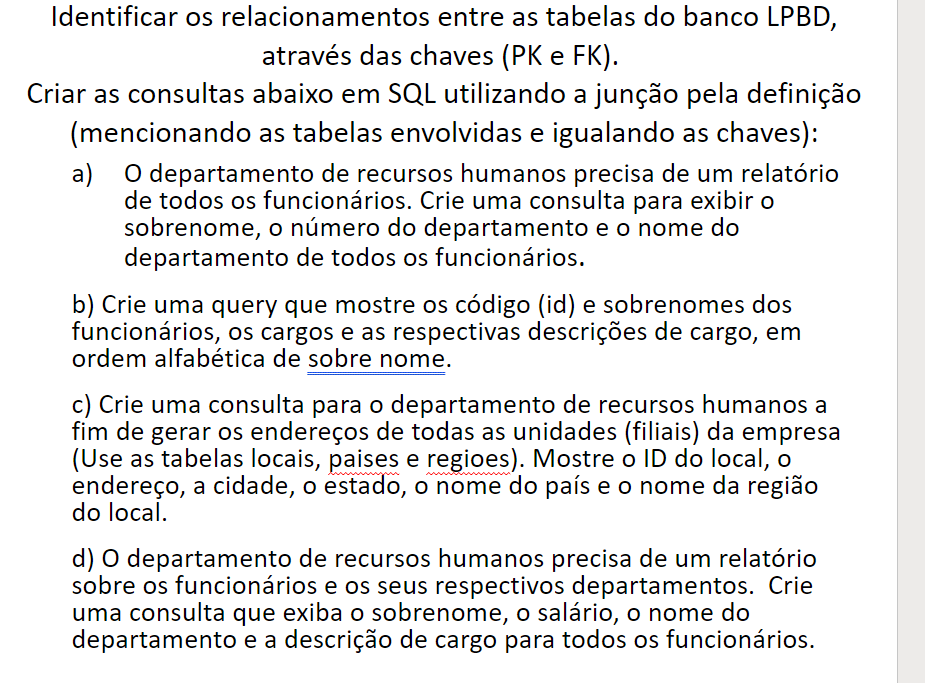 Identificar os relacionamentos entre as tabelas do banco LPBD,
através das chaves (PK e FK).
Criar as consultas abaixo em SQL utilizando a junção pela definição
(mencionando as tabelas envolvidas e igualando as chaves):
a) O departamento de recursos humanos precisa de um relatório
de todos os funcionários. Crie uma consulta para exibir o
sobrenome, o número do departamento e o nome do
departamento de todos os funcionários.
b) Crie uma query que mostre os código (id) e sobrenomes dos
funcionários, os cargos e as respectivas descrições de cargo, em
ordem alfabética de sobre nome.
c) Crie uma consulta para o departamento de recursos humanos a
fim de gerar os endereços de todas as unidades (filiais) da empresa
(Use as tabelas locais, paises e regioes). Mostre o ID do local, o
endereço, a cidade, o estado, o nome do país e o nome da região
do local.
d) O departamento de recursos humanos precisa de um relatório
sobre os funcionários e os seus respectivos departamentos.  Crie
uma consulta que exiba o sobrenome, o salário, o nome do
departamento e a descrição de cargo para todos os funcionários.